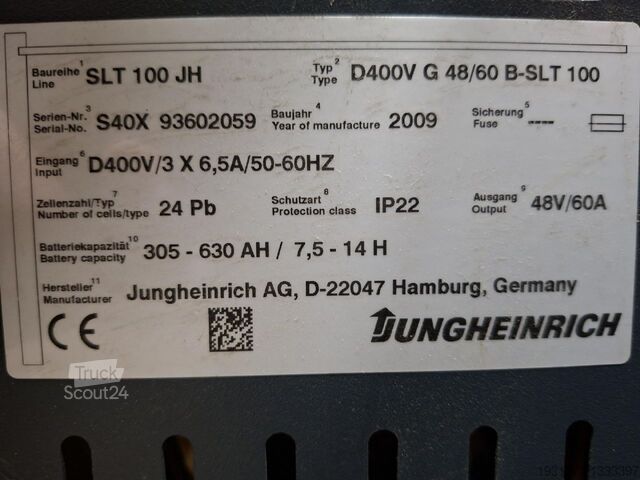 Baureihe 1 SLT 100 JH Typ 2 D400V G 48/60 B-SLT 100
Line Type
Serien-Nr. 3 S40X 93602059 Baujahr 4 2009 Sicherung 5 ----
Serial-No. Year of manufacture Fuse
Eingang 6 D400V/3 X 6,5A/50-60HZ
Input
Zellenzahl/Typ 7 24 Pb Schutzart 8 IP22 Ausgang 9 48V/60A
Number of cells/type Protection class Output
Batteriekapazität 10 305 - 630 AH / 7,5 - 14 H
Battery capacity
Hersteller 11 Jungheinrich AG, D-22047 Hamburg, Germany
Manufacturer
CE JUNGHEINRICH
Truck
Scout24